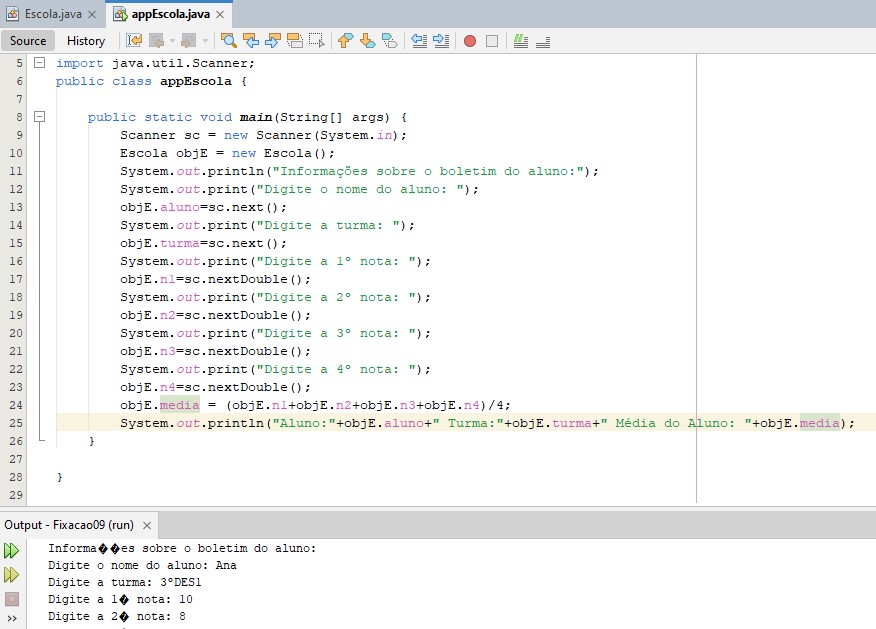 Escola.java
appEscola.java
Source History
5 import java.util.Scanner;
6 public class appEscola {
7
8 public static void main(String[] args) {
9 Scanner sc = new Scanner(System.in);
10 Escola objE = new Escola();
11 System.out.println("Informações sobre o boletim do aluno:");
12 System.out.print("Digite o nome do aluno: ");
13 objE.aluno=sc.next();
14 System.out.print("Digite a turma: ");
15 objE.turma=sc.next();
16 System.out.print("Digite a 1º nota: ");
17 objE.n1=sc.nextDouble();
18 System.out.print("Digite a 2º nota: ");
19 objE.n2=sc.nextDouble();
20 System.out.print("Digite a 3º nota: ");
21 objE.n3=sc.nextDouble();
22 System.out.print("Digite a 4º nota: ");
23 objE.n4=sc.nextDouble();
24 objE.media = (objE.n1+objE.n2+objE.n3+objE.n4)/4;
25 System.out.println("Aluno:"+objE.aluno+" Turma:"+objE.turma+" Média do Aluno: "+objE.media);
26 }
27
28 }
29
Output - Fixacao09 (run)
Informa��es sobre o boletim do aluno:
Digite o nome do aluno: Ana
Digite a turma: 3ºDES1
Digite a 1� nota: 10
Digite a 2� nota: 8